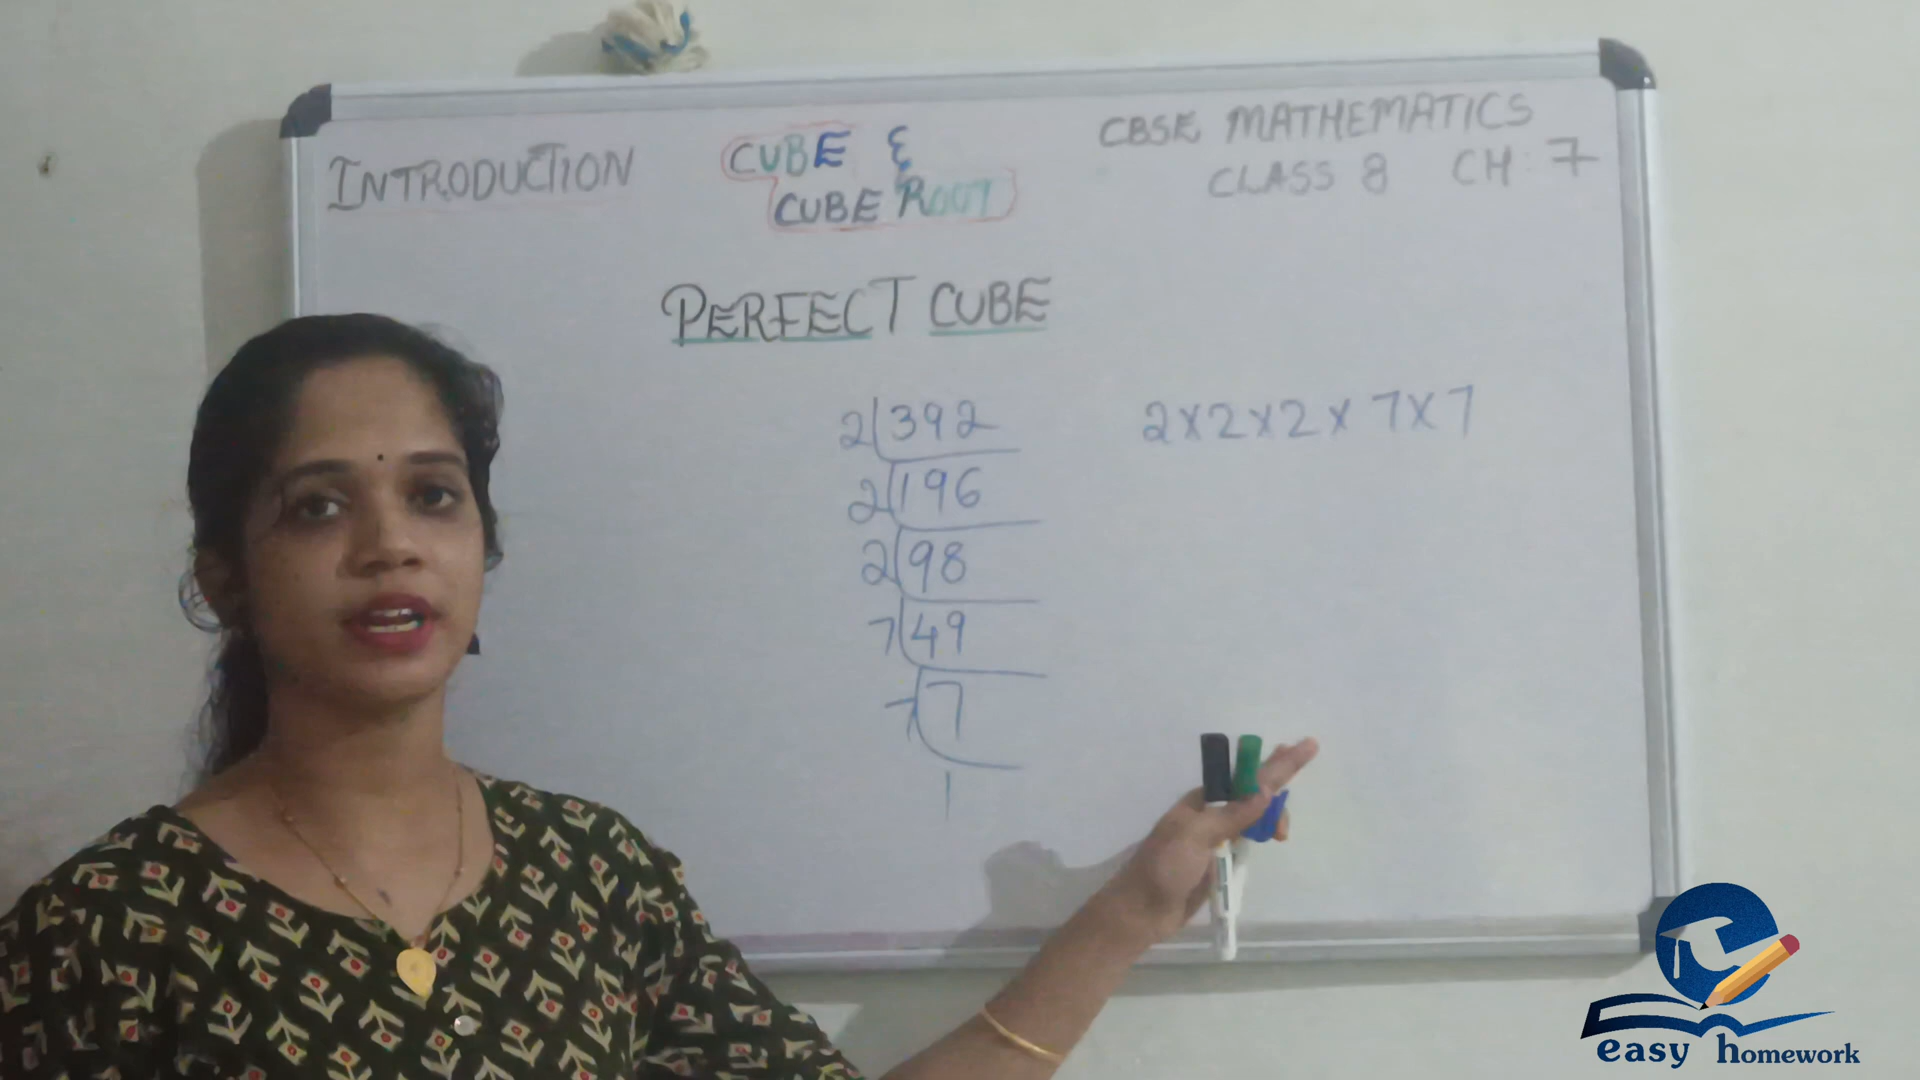 INTRODUCTION
CUBE &
CUBE ROOT
CBSE MATHEMATICS
CLASS 8 CH: 7
PERFECT CUBE
2 392
2 196
2 98
7 49
7 7
1
2×2×2×7×7
easy homework